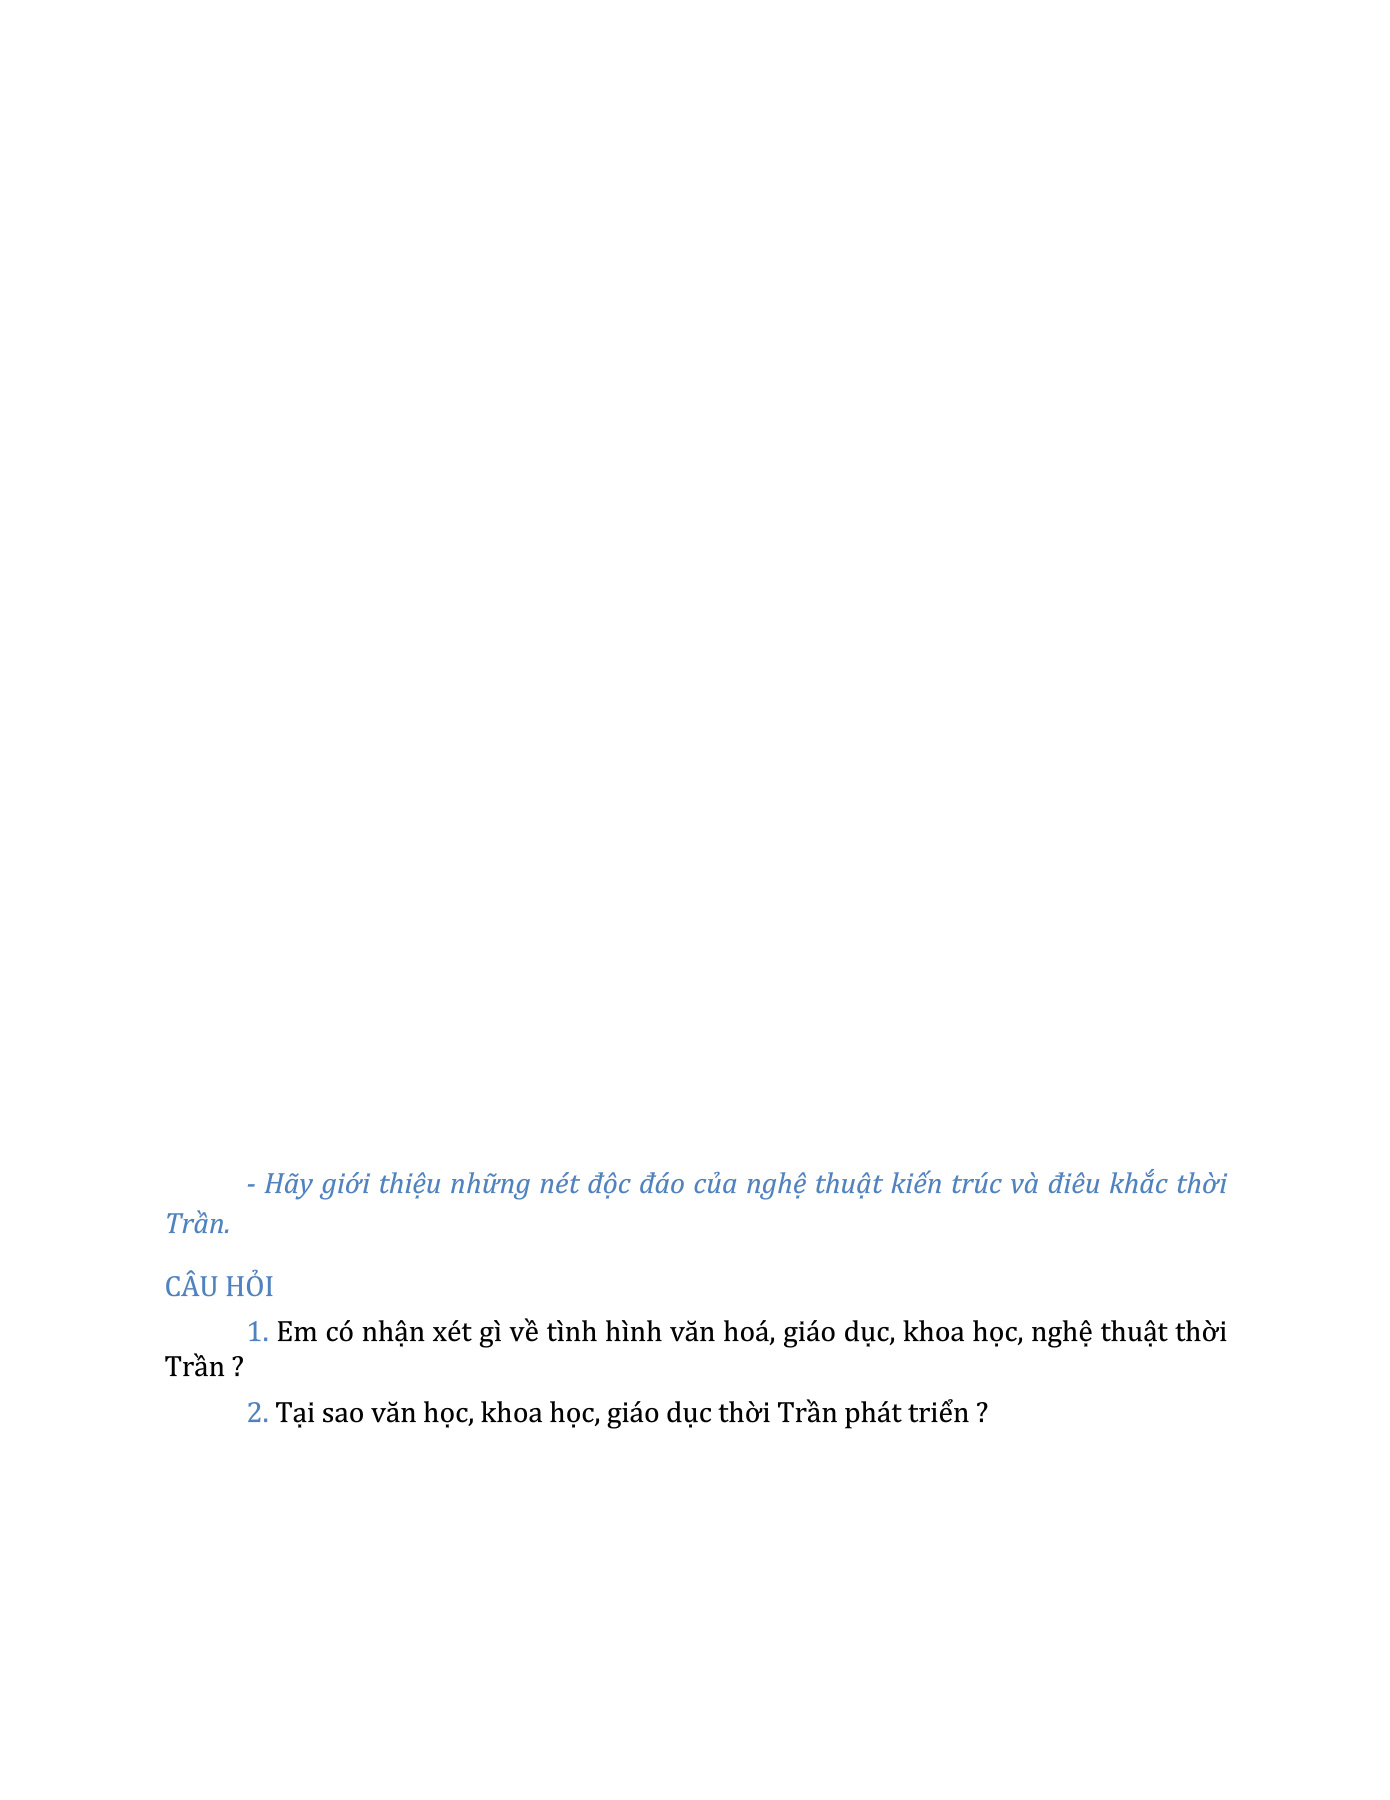 - Hãy giới thiệu những nét độc đáo của nghệ thuật kiến trúc và điêu khắc thời
Trần.
CÂU HỎI
1. Em có nhận xét gì về tình hình văn hoá, giáo dục, khoa học, nghệ thuật thời
Trần ?
2. Tại sao văn học, khoa học, giáo dục thời Trần phát triển ?